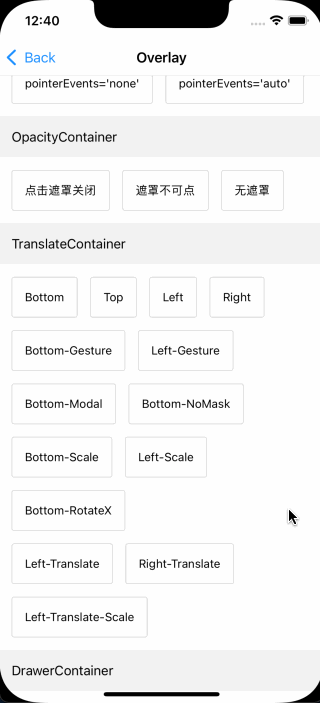 12:40
Back Overlay
pointerEvents='none' pointerEvents='auto'
OpacityContainer
点击遮罩关闭 遮罩不可点 无遮罩
TranslateContainer
Bottom Top Left Right
Bottom-Gesture Left-Gesture
Bottom-Modal Bottom-NoMask
Bottom-Scale Left-Scale
Bottom-RotateX
Left-Translate Right-Translate
Left-Translate-Scale
DrawerContainer